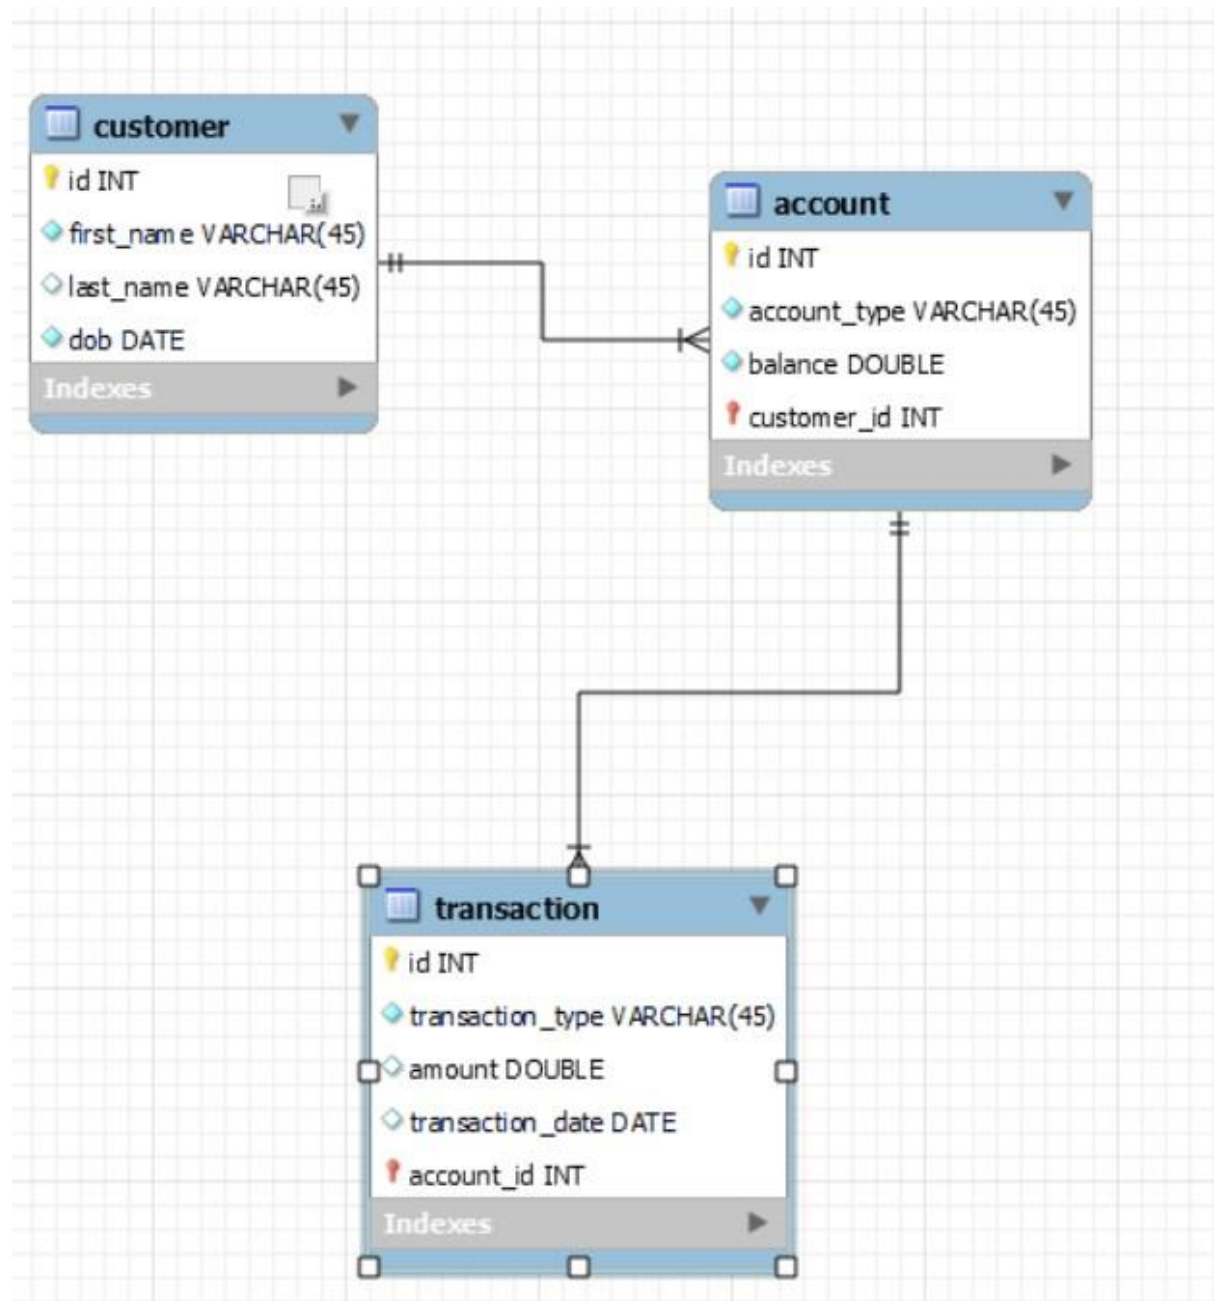 customer
id INT
first_name VARCHAR(45)
last_name VARCHAR(45)
dob DATE
Indexes
account
id INT
account_type VARCHAR(45)
balance DOUBLE
customer_id INT
Indexes
transaction
id INT
transaction_type VARCHAR(45)
amount DOUBLE
transaction_date DATE
account_id INT
Indexes